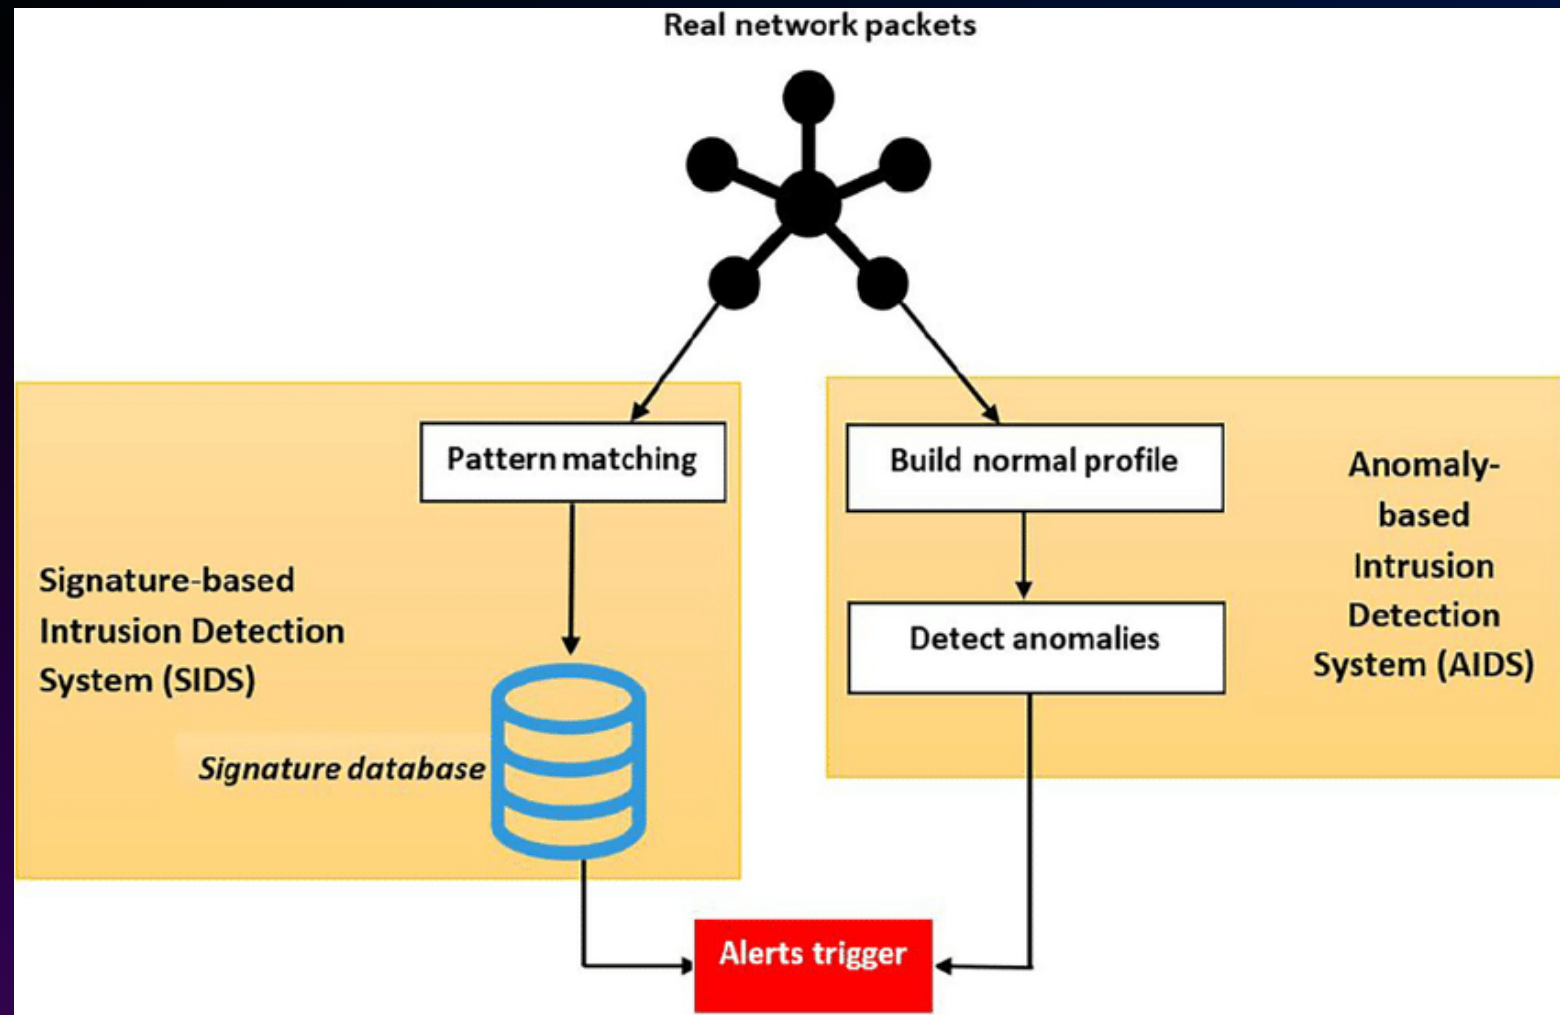 Real network packets
Pattern matching
Signature-based
Intrusion Detection
System (SIDS)
Signature database
Build normal profile
Detect anomalies
Anomaly-
based
Intrusion
Detection
System (AIDS)
Alerts trigger